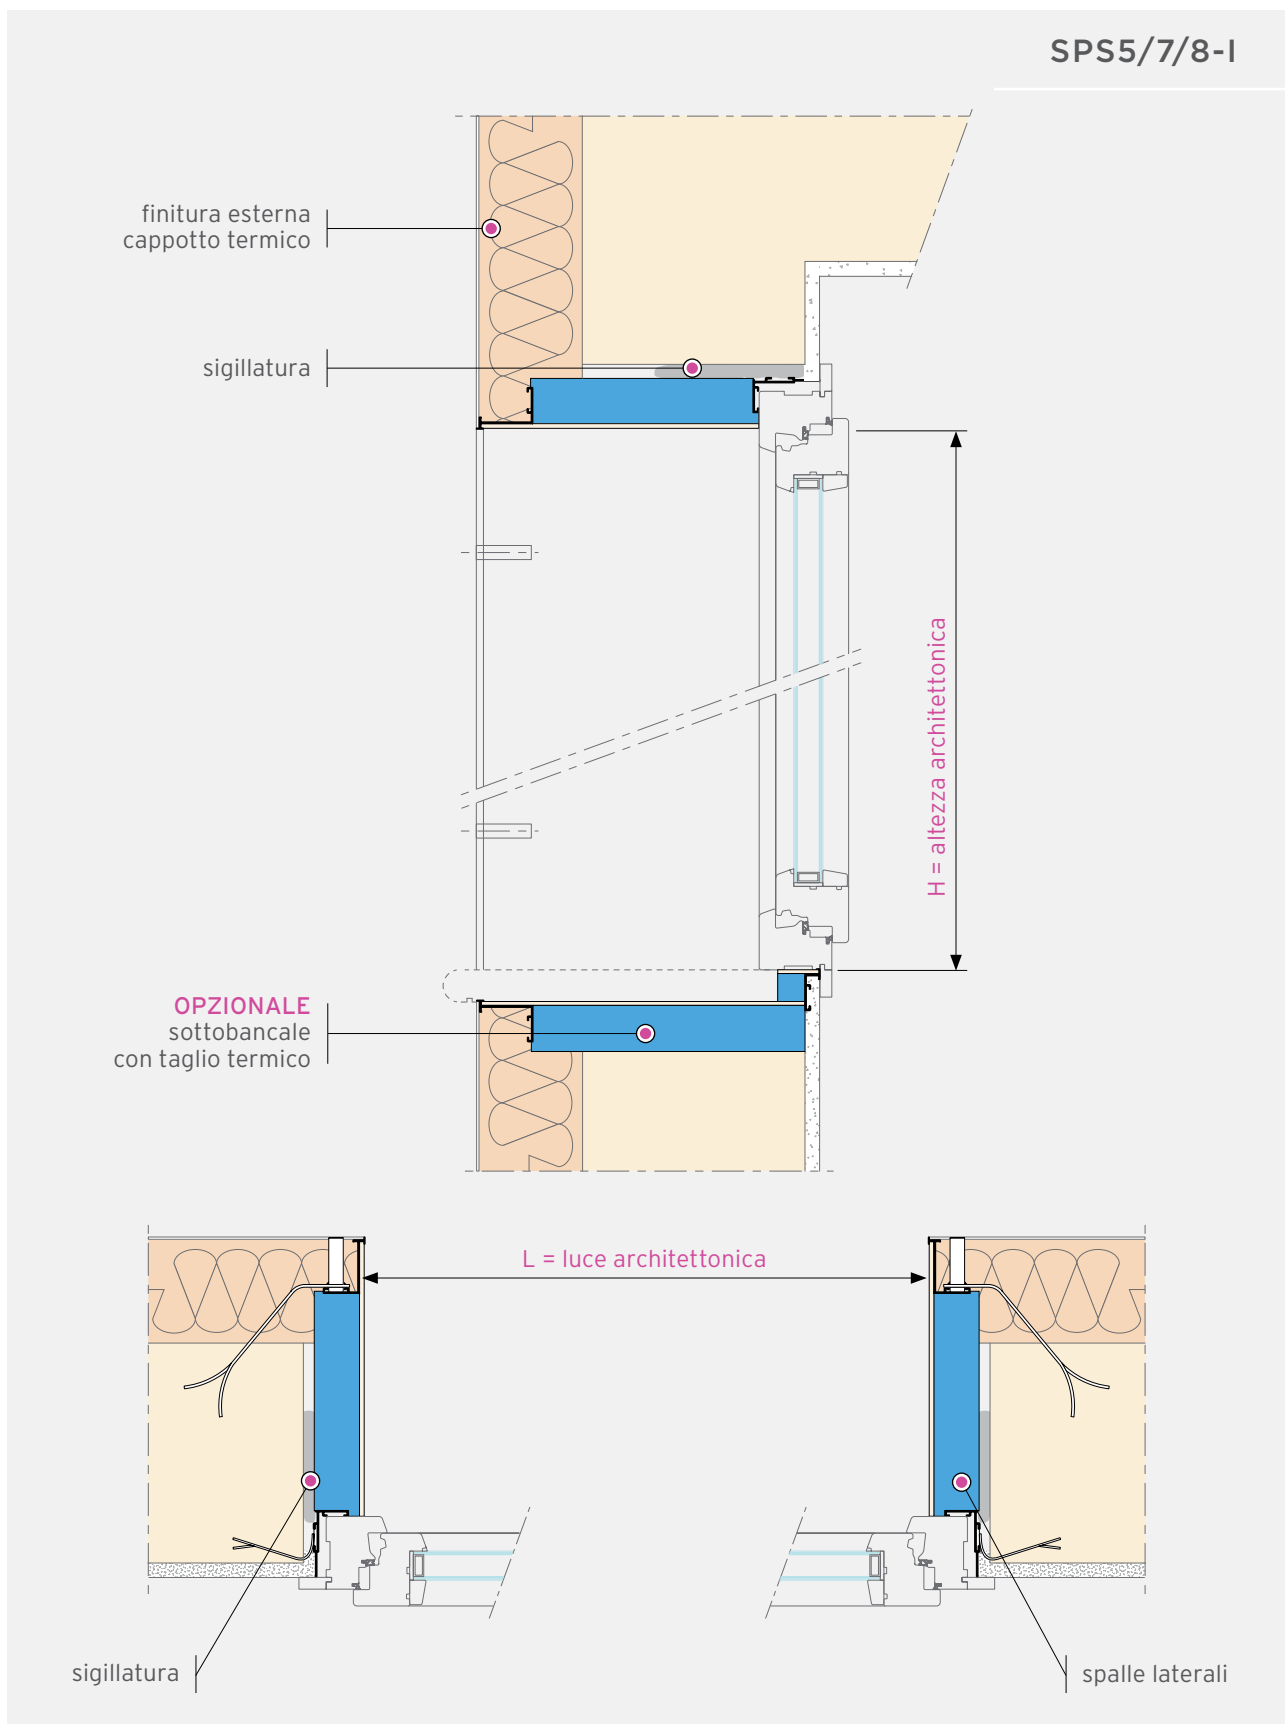 SPS5/7/8-I
finitura esterna
cappotto termico
sigillatura
H = altezza architettonica
OPZIONALE
sottobancale
con taglio termico
L = luce architettonica
sigillatura
spalle laterali